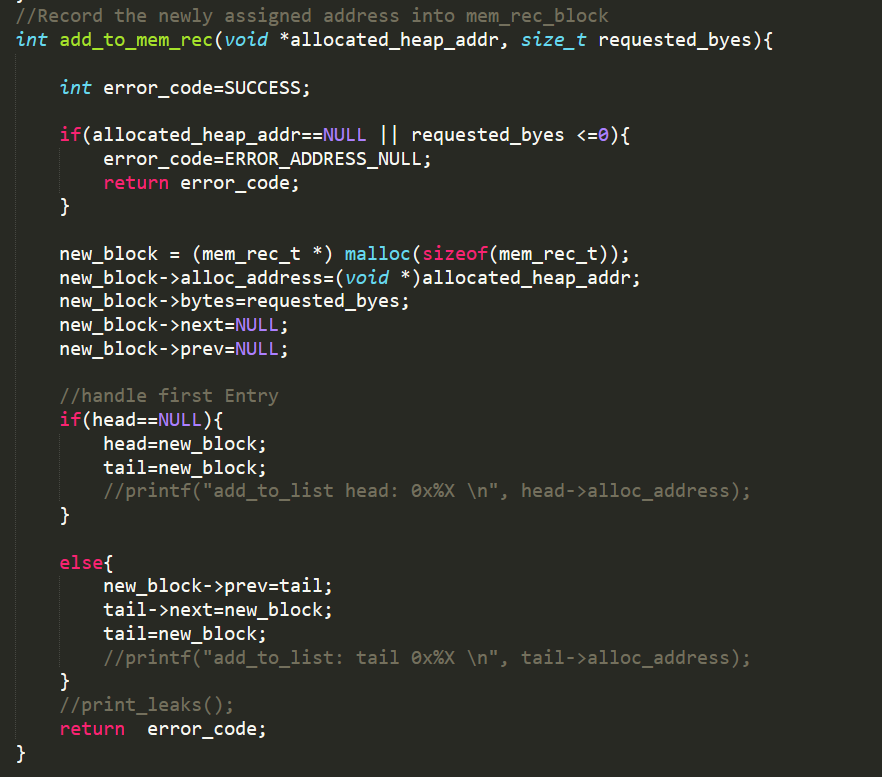 //Record the newly assigned address into mem_rec_block
int add_to_mem_rec(void *allocated_heap_addr, size_t requested_byes){
int error_code=SUCCESS;
if(allocated_heap_addr==NULL || requested_byes <=0){
error_code=ERROR_ADDRESS_NULL;
return error_code;
}
new_block = (mem_rec_t *) malloc(sizeof(mem_rec_t));
new_block->alloc_address=(void *)allocated_heap_addr;
new_block->bytes=requested_byes;
new_block->next=NULL;
new_block->prev=NULL;
//handle first Entry
if(head==NULL){
head=new_block;
tail=new_block;
//printf("add_to_list head: 0x%X \n", head->alloc_address);
}
else{
new_block->prev=tail;
tail->next=new_block;
tail=new_block;
//printf("add_to_list: tail 0x%X \n", tail->alloc_address);
}
//print_leaks();
return  error_code;
}